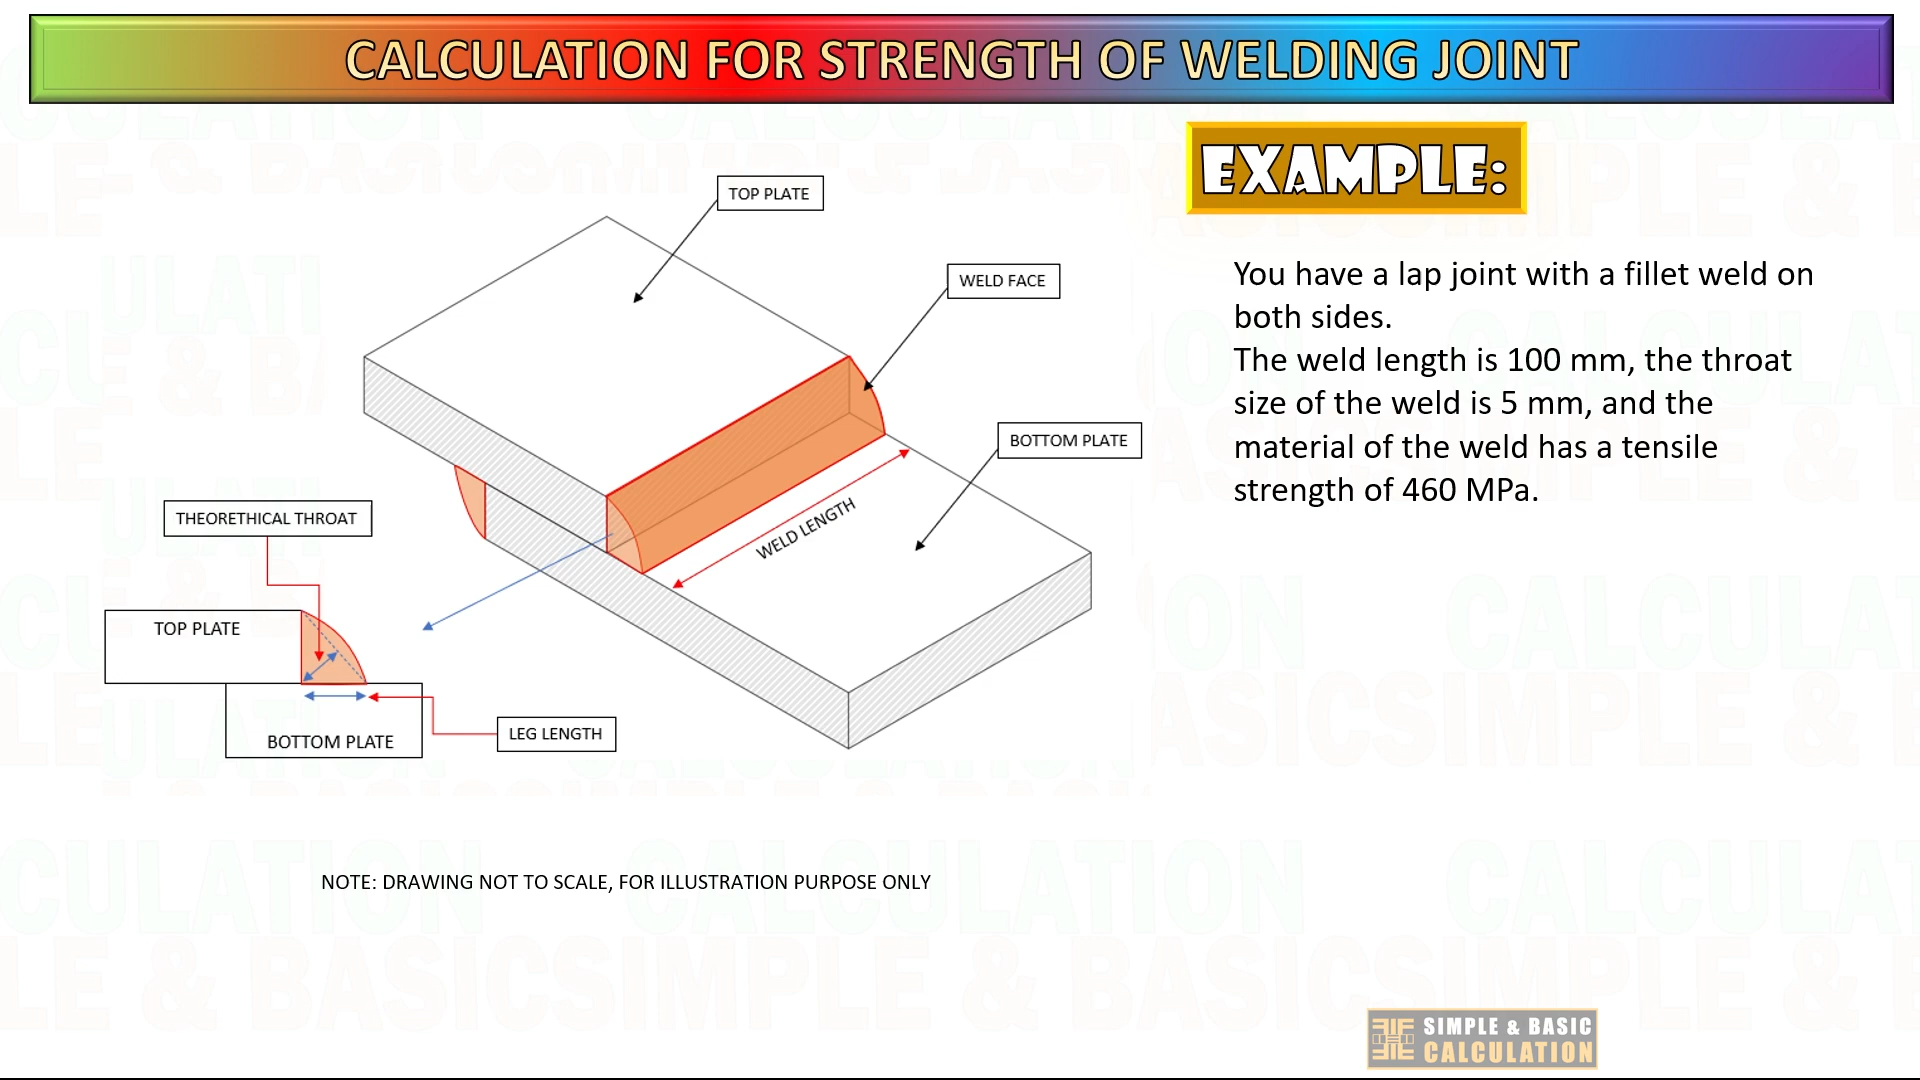 CALCULATION FOR STRENGTH OF WELDING JOINT
EXAMPLE:
You have a lap joint with a fillet weld on
both sides.
The weld length is 100 mm, the throat
size of the weld is 5 mm, and the
material of the weld has a tensile
strength of 460 MPa.
TOP PLATE
WELD FACE
BOTTOM PLATE
WELD LENGTH
THEORETHICAL THROAT
TOP PLATE
BOTTOM PLATE
LEG LENGTH
NOTE: DRAWING NOT TO SCALE, FOR ILLUSTRATION PURPOSE ONLY
SIMPLE & BASIC
CALCULATION